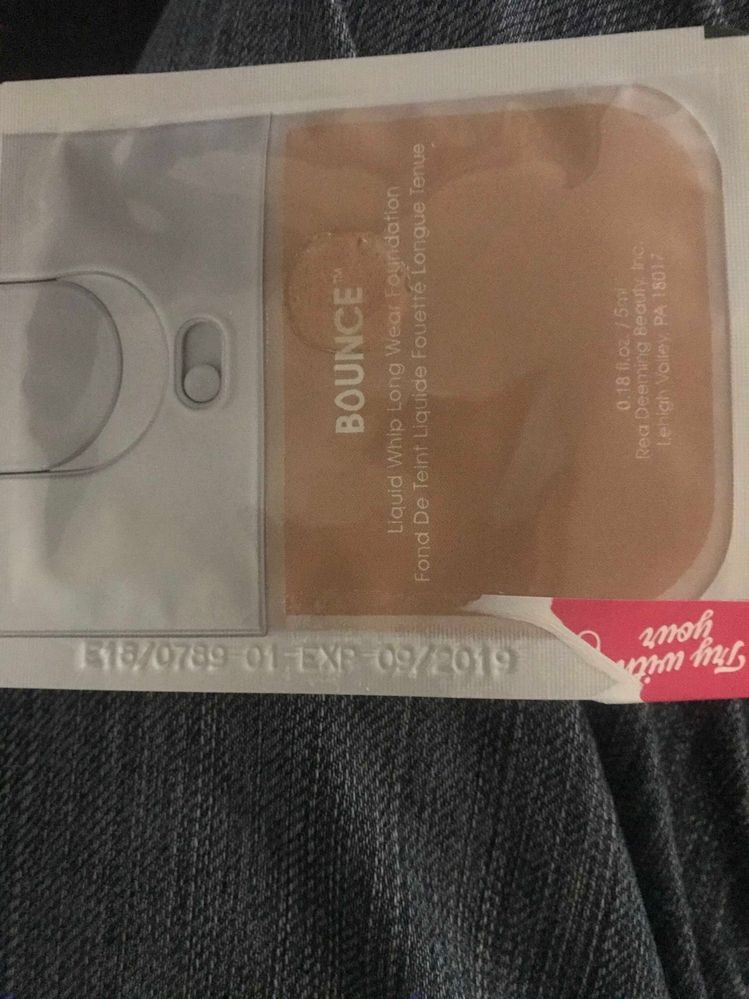 BOUNCE™
Liquid Whip Long Wear Foundation
Fond De Teint Liquide Fouetté Longue Tenue
0.18 fl.oz. / 5ml
Rea Deeming Beauty, Inc.
Lehigh Valley, PA 18017
E18/0789 01-EXP 09/2019
Try with
your